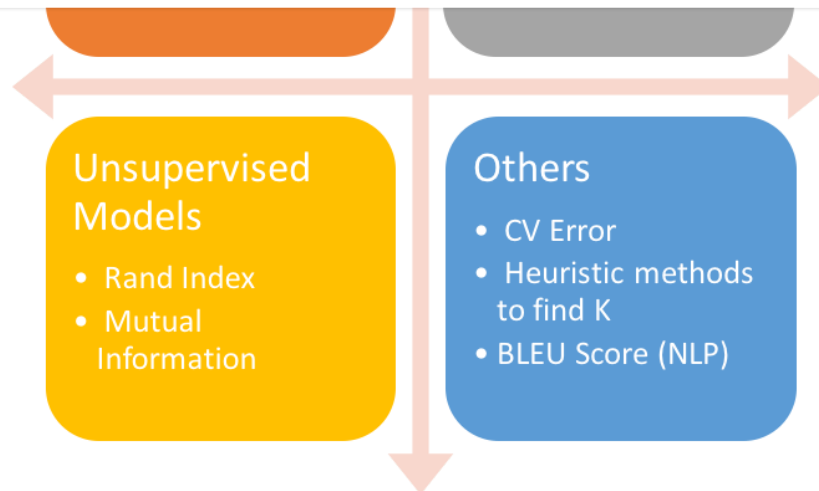 Unsupervised
Models
• Rand Index
• Mutual
Information
Others
• CV Error
• Heuristic methods
to find K
• BLEU Score (NLP)